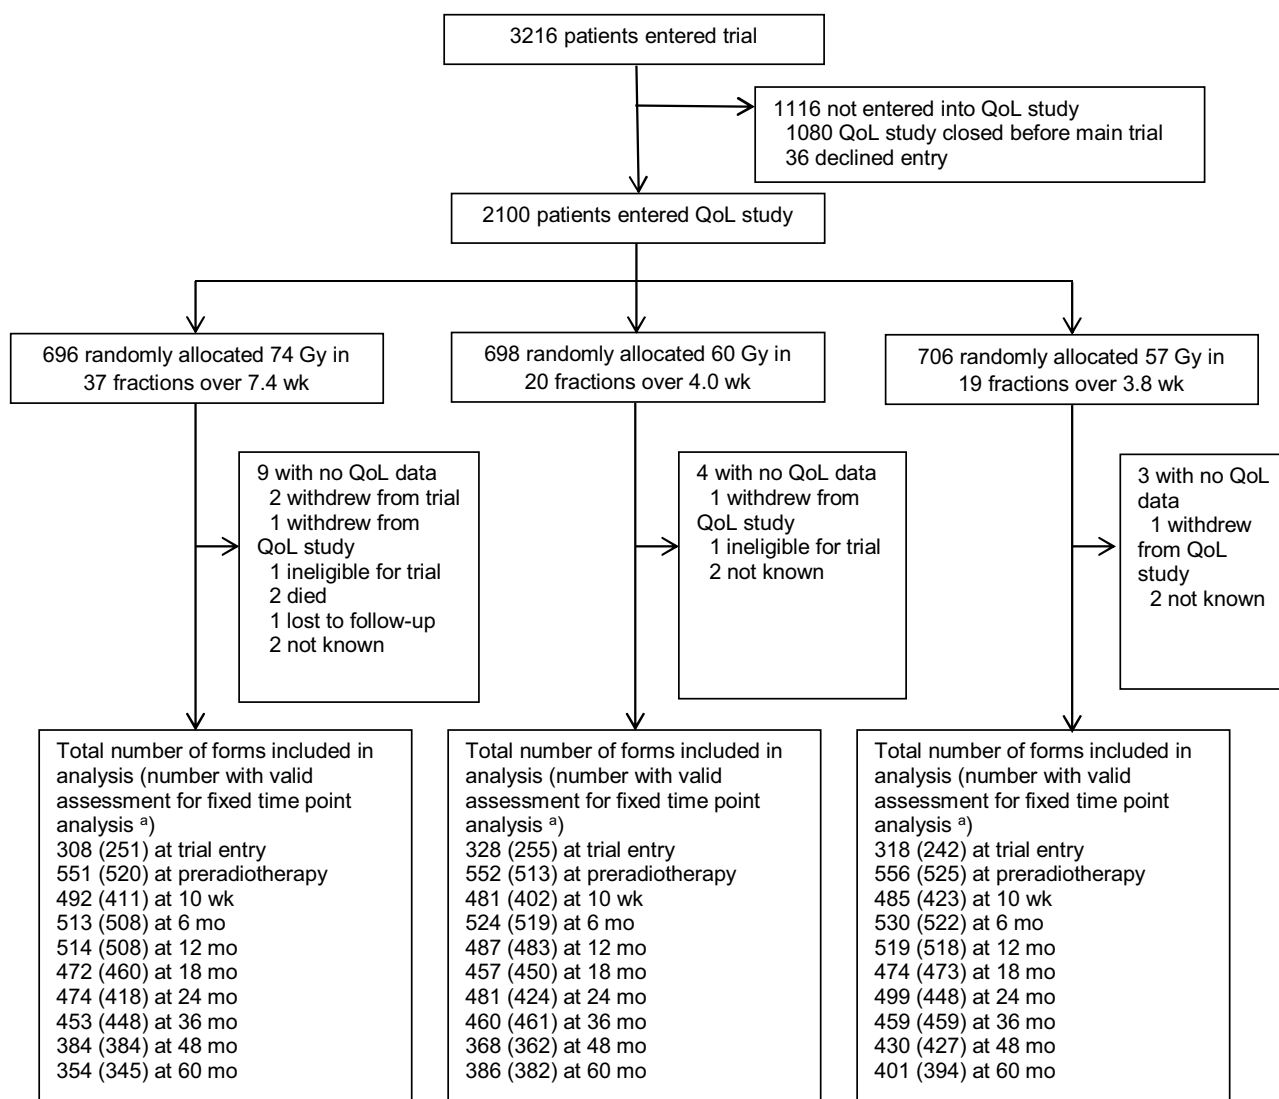 3216 patients entered trial
1116 not entered into QoL study
1080 QoL study closed before main trial
36 declined entry
2100 patients entered QoL study
696 randomly allocated 74 Gy in
37 fractions over 7.4 wk
698 randomly allocated 60 Gy in
20 fractions over 4.0 wk
706 randomly allocated 57 Gy in
19 fractions over 3.8 wk
9 with no QoL data
2 withdrew from trial
1 withdrew from
QoL study
1 ineligible for trial
2 died
1 lost to follow-up
2 not known
4 with no QoL data
1 withdrew from
QoL study
1 ineligible for trial
2 not known
3 with no QoL
data
1 withdrew
from QoL
study
2 not known
Total number of forms included in
analysis (number with valid
assessment for fixed time point
analysis ᵃ)
308 (251) at trial entry
551 (520) at preradiotherapy
492 (411) at 10 wk
513 (508) at 6 mo
514 (508) at 12 mo
472 (460) at 18 mo
474 (418) at 24 mo
453 (448) at 36 mo
384 (384) at 48 mo
354 (345) at 60 mo
Total number of forms included in
analysis (number with valid
assessment for fixed time point
analysis ᵃ)
328 (255) at trial entry
552 (513) at preradiotherapy
481 (402) at 10 wk
524 (519) at 6 mo
487 (483) at 12 mo
457 (450) at 18 mo
481 (424) at 24 mo
460 (461) at 36 mo
368 (362) at 48 mo
386 (382) at 60 mo
Total number of forms included in
analysis (number with valid
assessment for fixed time point
analysis ᵃ)
318 (242) at trial entry
556 (525) at preradiotherapy
485 (423) at 10 wk
530 (522) at 6 mo
519 (518) at 12 mo
474 (473) at 18 mo
499 (448) at 24 mo
459 (459) at 36 mo
430 (427) at 48 mo
401 (394) at 60 mo